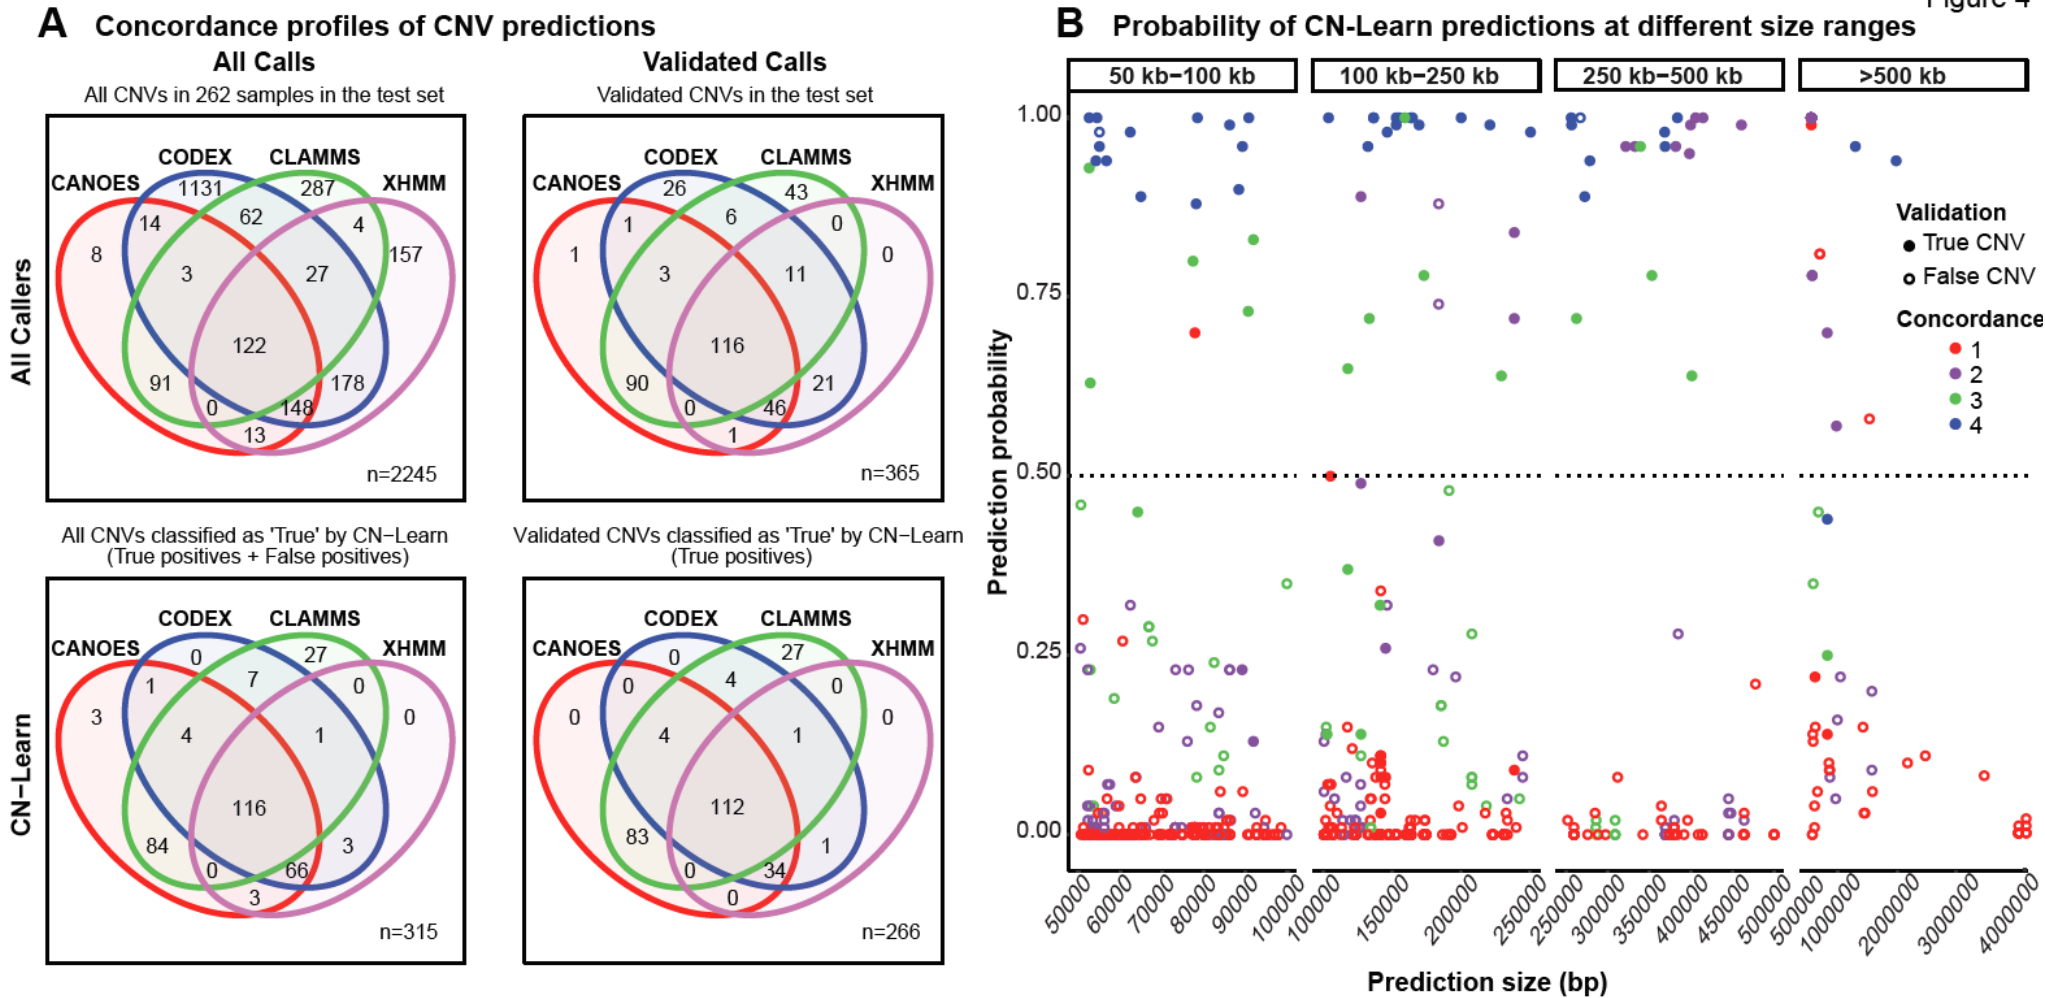 Figure 4
A Concordance profiles of CNV predictions
All Calls
Validated Calls
All CNVs in 262 samples in the test set
Validated CNVs in the test set
All Callers
CODEX CLAMMS
CANOES XHMM
1131 287
14 62 4
8 157
3 27
122
91 178
0 148
13
n=2245
CODEX CLAMMS
CANOES XHMM
26 43
1 6 0
1 0
3 11
116
90 21
0 46
1
n=365
All CNVs classified as 'True' by CN−Learn
(True positives + False positives)
Validated CNVs classified as 'True' by CN−Learn
(True positives)
CN−Learn
CODEX CLAMMS
CANOES XHMM
0 27
1 7 0
3 0
4 1
116
84 3
0 66
3
n=315
CODEX CLAMMS
CANOES XHMM
0 27
0 4 0
0 0
4 1
112
83 1
0 34
0
n=266
B Probability of CN-Learn predictions at different size ranges
50 kb−100 kb 100 kb−250 kb 250 kb−500 kb >500 kb
Prediction probability
1.00
0.75
0.50
0.25
0.00
Validation
True CNV
False CNV
Concordance
1
2
3
4
50000 60000 70000 80000 90000 100000
100000 150000 200000 250000
250000 300000 350000 400000 450000 500000
500000 1000000 2000000 3000000 4000000
Prediction size (bp)